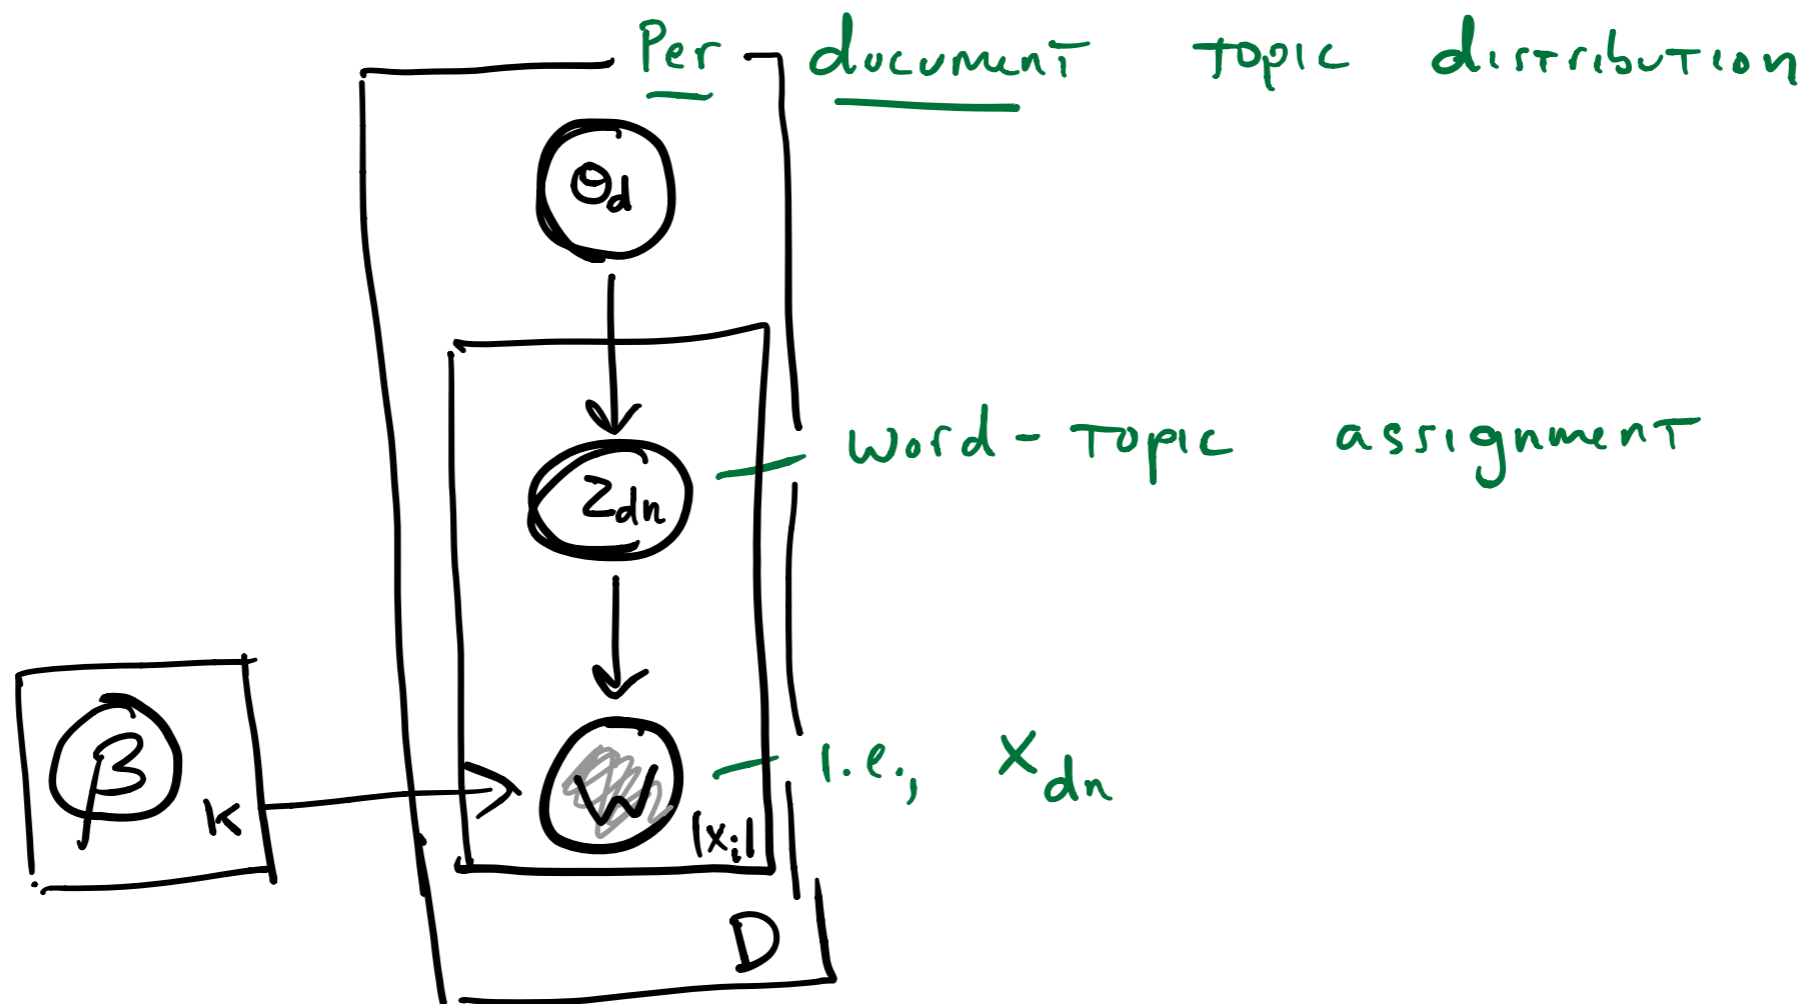 Per document topic distribution
θd
word-topic assignment
Zdn
β
K
W
i.e., Xdn
|xi|
D